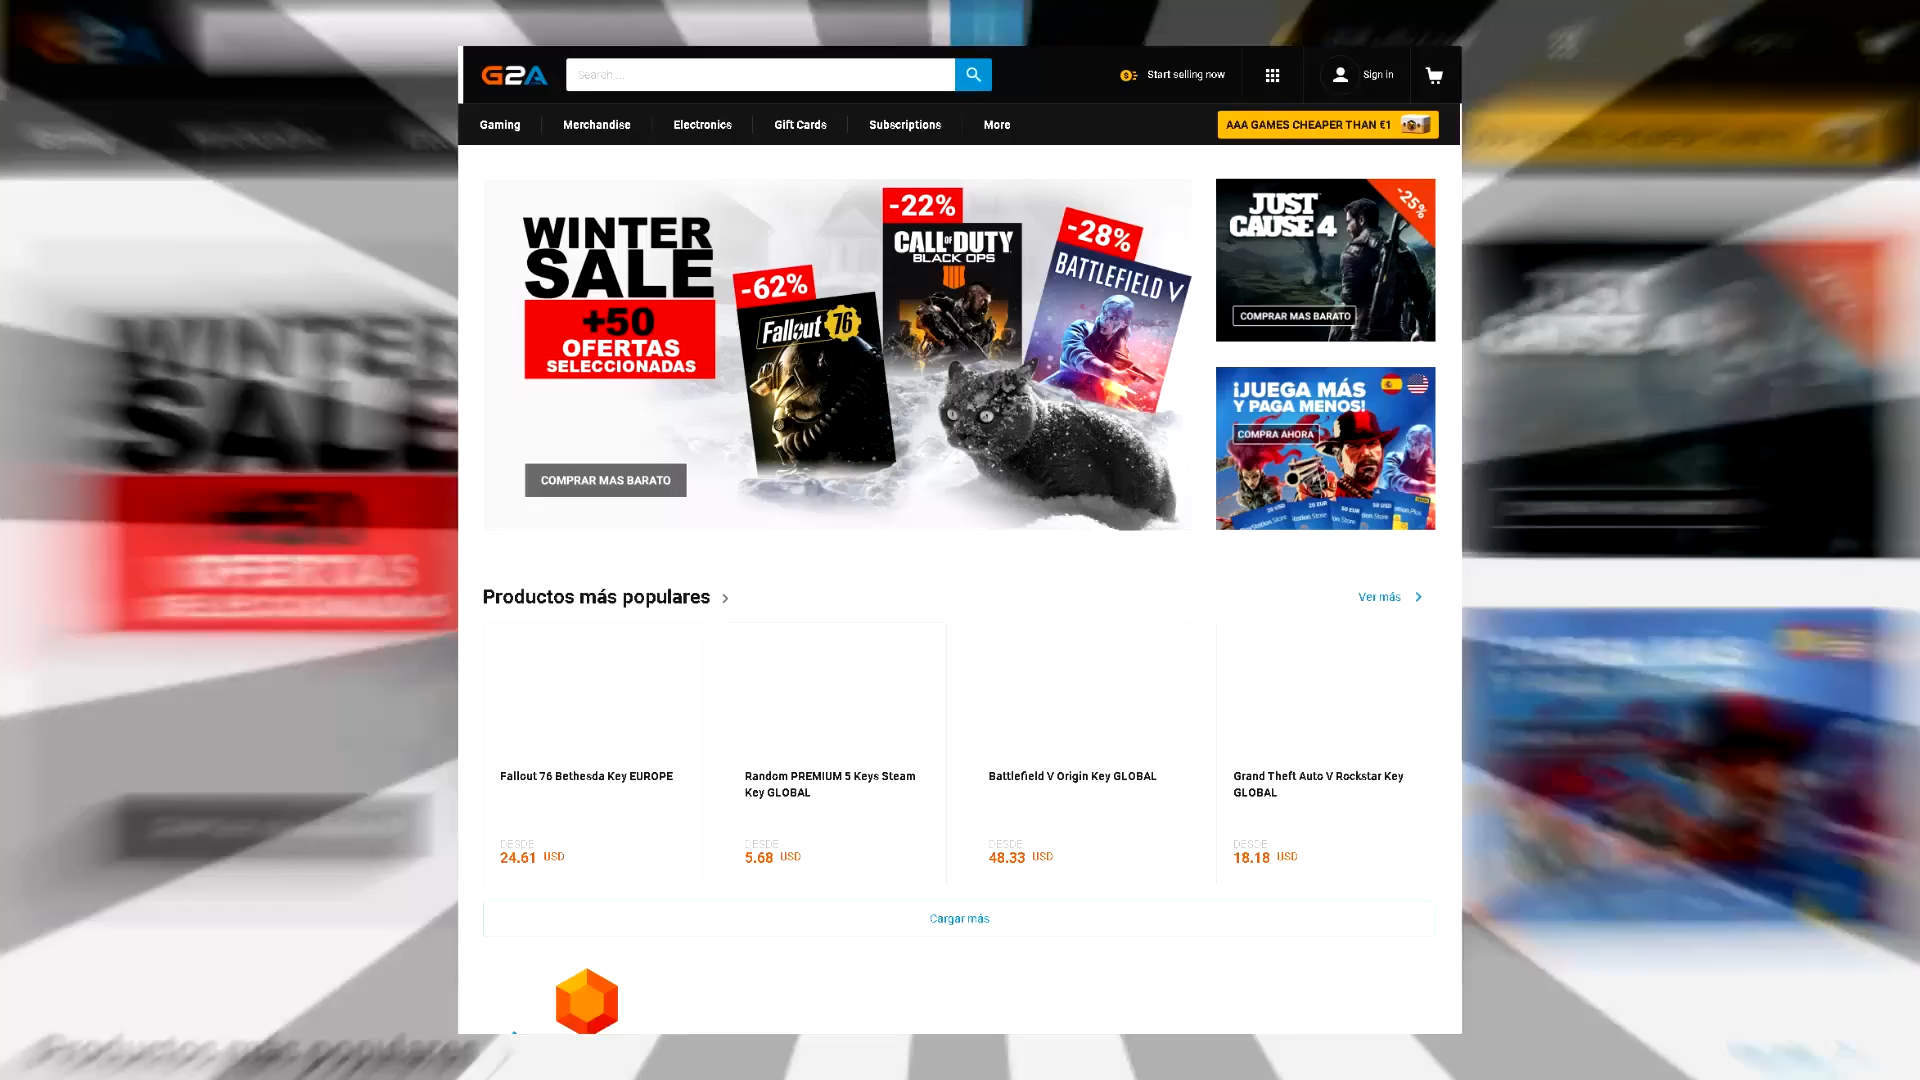 G2A
Search ...
Start selling now
Sign in
Gaming
Merchandise
Electronics
Gift Cards
Subscriptions
More
AAA GAMES CHEAPER THAN €1
WINTER
SALE
+50
OFERTAS
SELECCIONADAS
COMPRAR MAS BARATO
-62%
Fallout 76
-22%
CALL OF DUTY
BLACK OPS
IIII
-28%
BATTLEFIELD V
JUST
CAUSE 4
-25%
COMPRAR MAS BARATO
¡JUEGA MÁS
Y PAGA MENOS!
COMPRA AHORA
Productos más populares
Ver más
Fallout 76 Bethesda Key EUROPE
DESDE
24.61 USD
Random PREMIUM 5 Keys Steam
Key GLOBAL
DESDE
5.68 USD
Battlefield V Origin Key GLOBAL
DESDE
48.33 USD
Grand Theft Auto V Rockstar Key
GLOBAL
DESDE
18.18 USD
Cargar más